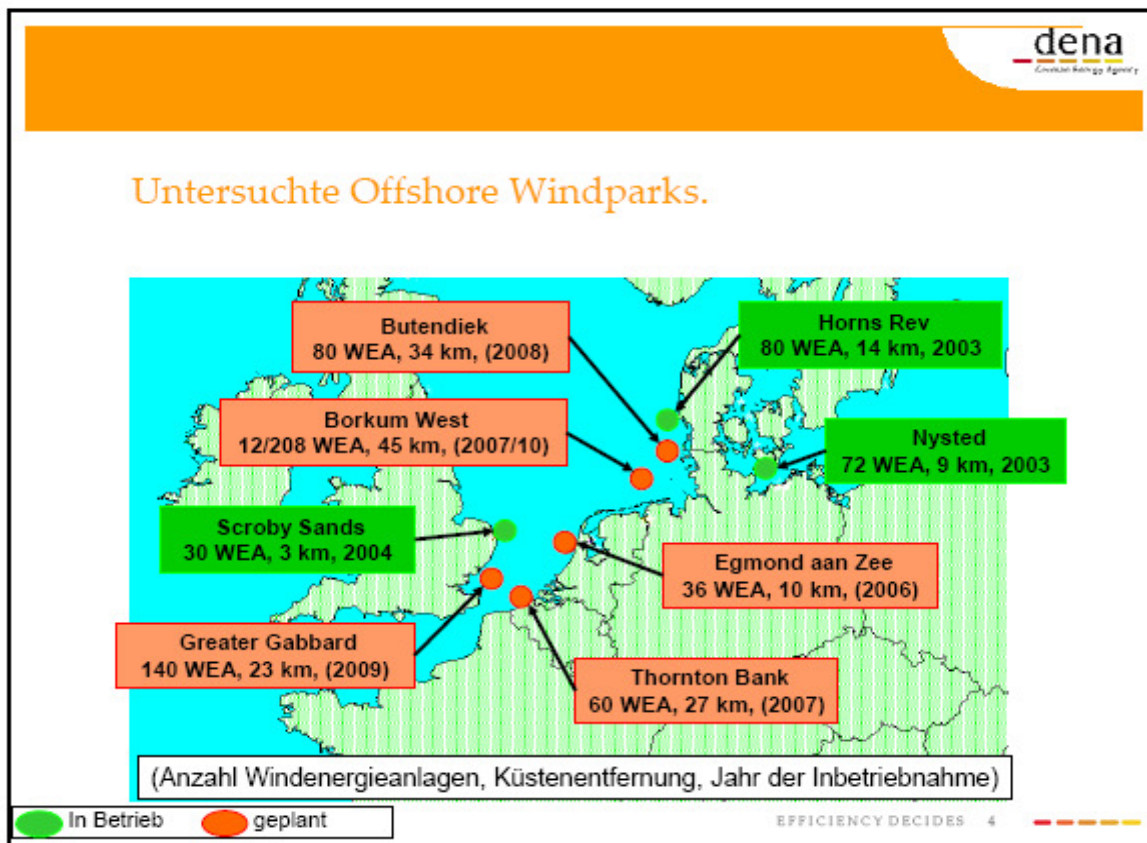 dena
German Energy Agency
Untersuchte Offshore Windparks.
Butendiek
80 WEA, 34 km, (2008)
Horns Rev
80 WEA, 14 km, 2003
Borkum West
12/208 WEA, 45 km, (2007/10)
Nysted
72 WEA, 9 km, 2003
Scroby Sands
30 WEA, 3 km, 2004
Egmond aan Zee
36 WEA, 10 km, (2006)
Greater Gabbard
140 WEA, 23 km, (2009)
Thornton Bank
60 WEA, 27 km, (2007)
(Anzahl Windenergieanlagen, Küstenentfernung, Jahr der Inbetriebnahme)
In Betrieb geplant
EFFICIENCY DECIDES 4